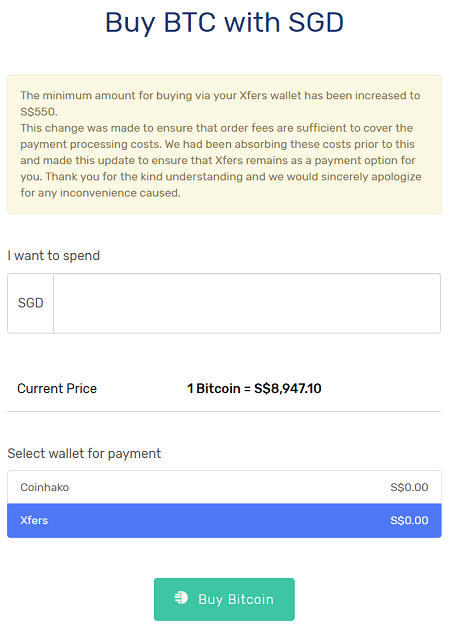 Buy BTC with SGD
The minimum amount for buying via your Xfers wallet has been increased to
S$550.
This change was made to ensure that order fees are sufficient to cover the
payment processing costs. We had been absorbing these costs prior to this
and made this update to ensure that Xfers remains as a payment option for
you. Thank you for the kind understanding and we would sincerely apologize
for any inconvenience caused.
I want to spend
SGD
Current Price 1 Bitcoin = S$8,947.10
Select wallet for payment
Coinhako S$0.00
Xfers S$0.00
Buy Bitcoin